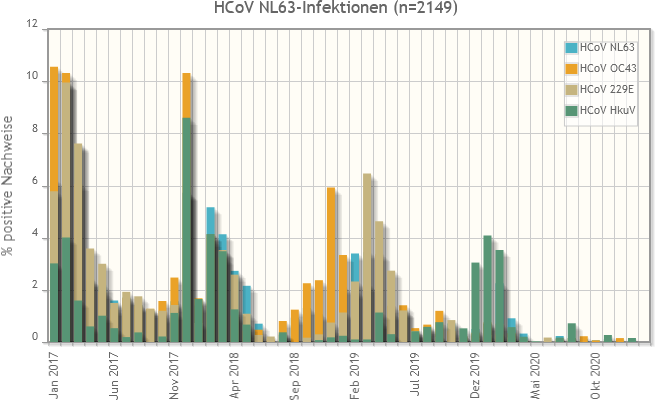 HCoV NL63-Infektionen (n=2149)
% positive Nachweise
12
10
8
6
4
2
0
HCoV NL63
HCoV OC43
HCoV 229E
HCoV HkuV
Jan 2017
Jun 2017
Nov 2017
Apr 2018
Sep 2018
Feb 2019
Jul 2019
Dez 2019
Mai 2020
Okt 2020